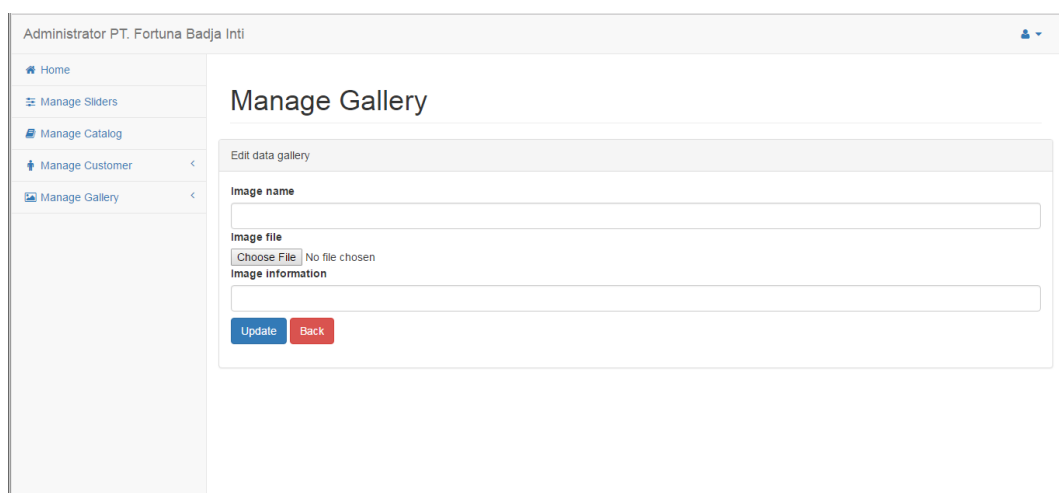 Administrator PT. Fortuna Badja Inti
Home
Manage Sliders
Manage Catalog
Manage Customer
Manage Gallery
Manage Gallery
Edit data gallery
Image name
Image file
Choose File No file chosen
Image information
Update Back